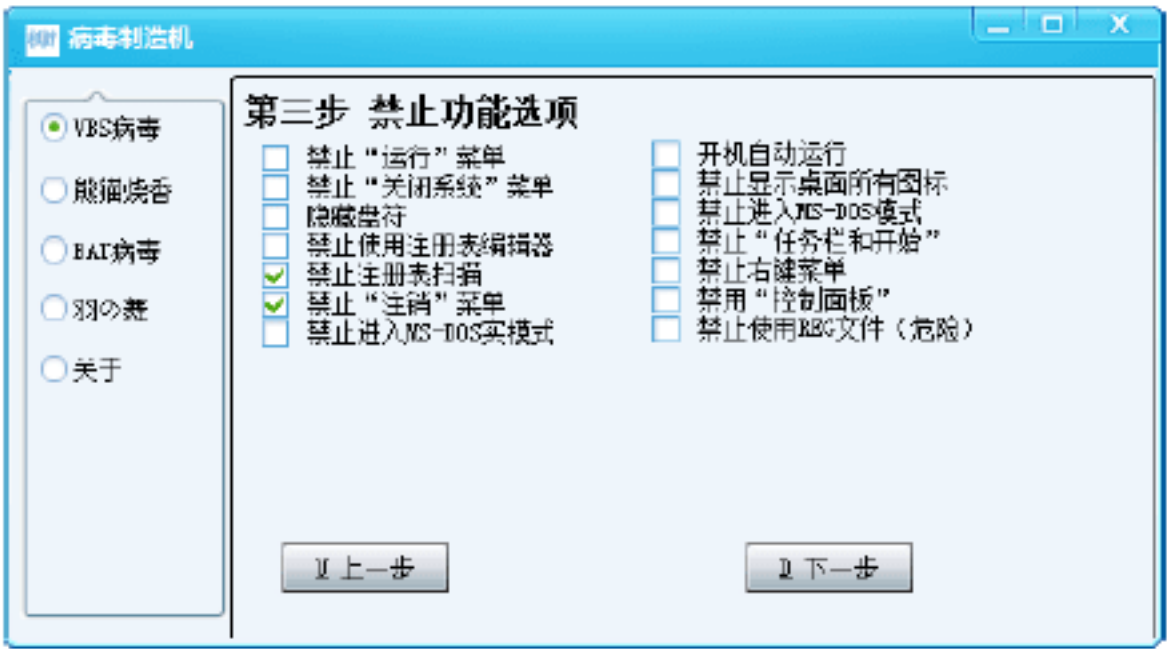 病毒制造机
VBS病毒
熊猫烧香
BAT病毒
羽の舞
关于
第三步 禁止功能选项
禁止“运行”菜单
禁止“关闭系统”菜单
隐藏盘符
禁止使用注册表编辑器
禁止注册表扫描
禁止“注销”菜单
禁止进入MS-DOS实模式
开机自动运行
禁止显示桌面所有图标
禁止进入MS-DOS模式
禁止“任务栏和开始”
禁止右键菜单
禁用“控制面板”
禁止使用REG文件（危险）
U 上一步
D 下一步